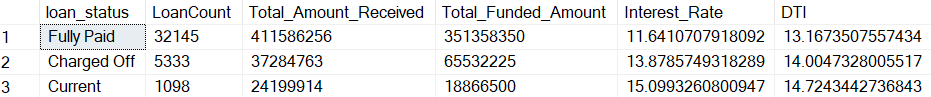 loan_status LoanCount Total_Amount_Received Total_Funded_Amount Interest_Rate DTI
1 Fully Paid 32145 411586256 351358350 11.6410707918092 13.1673507557434
2 Charged Off 5333 37284763 65532225 13.8785749318289 14.0047328005517
3 Current 1098 24199914 18866500 15.0993260800947 14.7243442736843